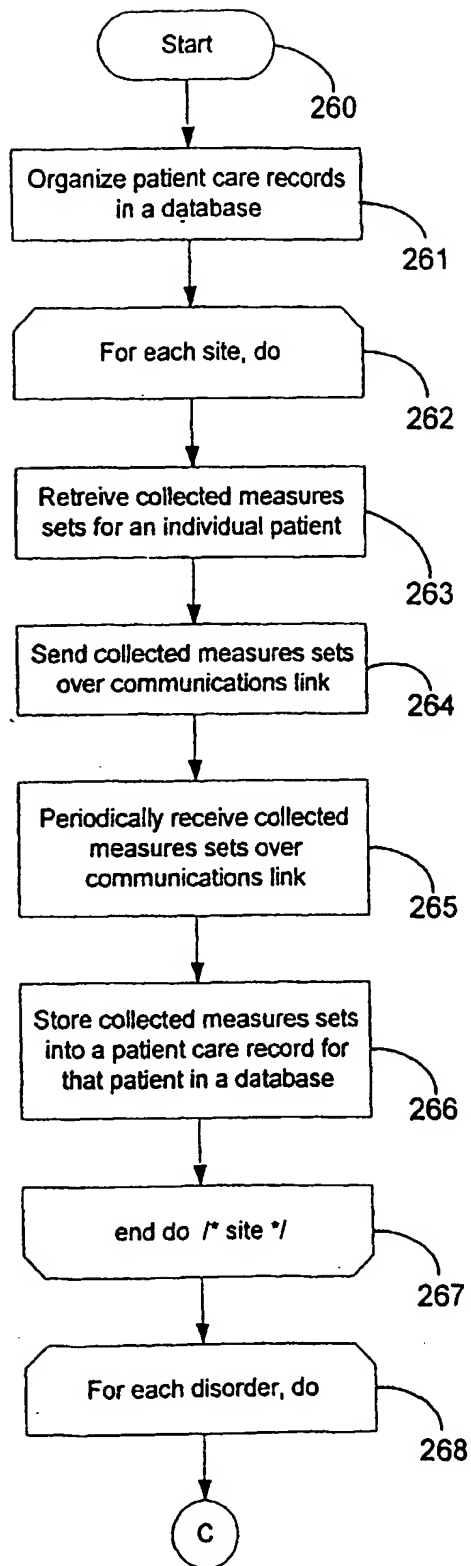 Start
260
Organize patient care records
in a database
261
For each site, do
262
Retreive collected measures
sets for an individual patient
263
Send collected measures sets
over communications link
264
Periodically receive collected
measures sets over
communications link
265
Store collected measures sets
into a patient care record for
that patient in a database
266
end do /* site */
267
For each disorder, do
268
C